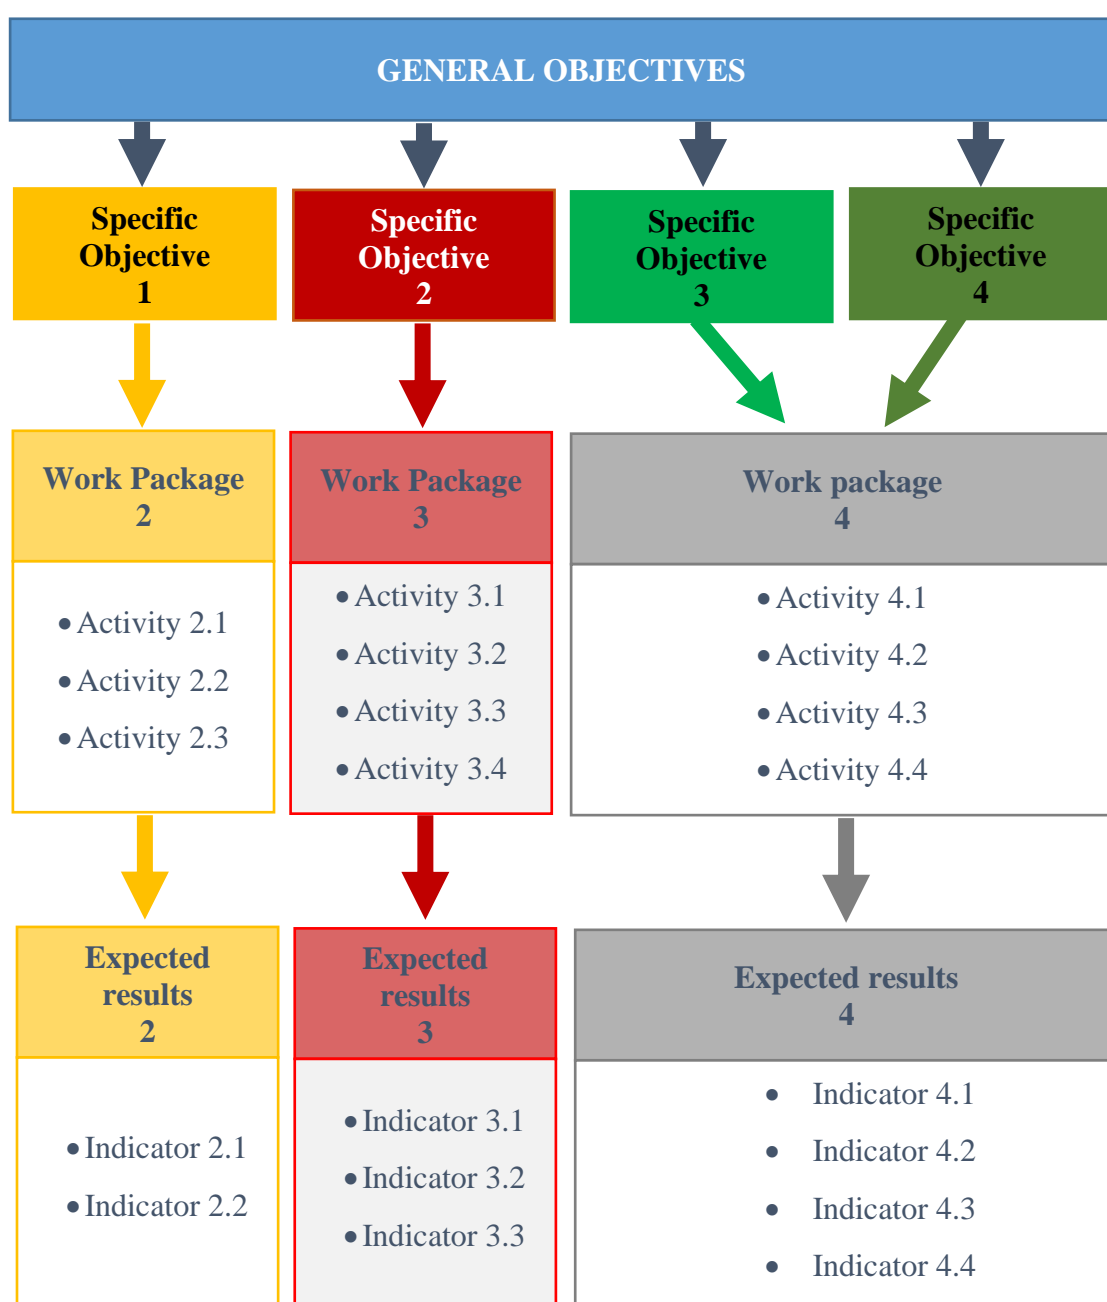 GENERAL OBJECTIVES
Specific
Objective
1
Specific
Objective
2
Specific
Objective
3
Specific
Objective
4
Work Package
2
• Activity 2.1
• Activity 2.2
• Activity 2.3
Work Package
3
• Activity 3.1
• Activity 3.2
• Activity 3.3
• Activity 3.4
Work package
4
• Activity 4.1
• Activity 4.2
• Activity 4.3
• Activity 4.4
Expected
results
2
• Indicator 2.1
• Indicator 2.2
Expected
results
3
• Indicator 3.1
• Indicator 3.2
• Indicator 3.3
Expected results
4
• Indicator 4.1
• Indicator 4.2
• Indicator 4.3
• Indicator 4.4